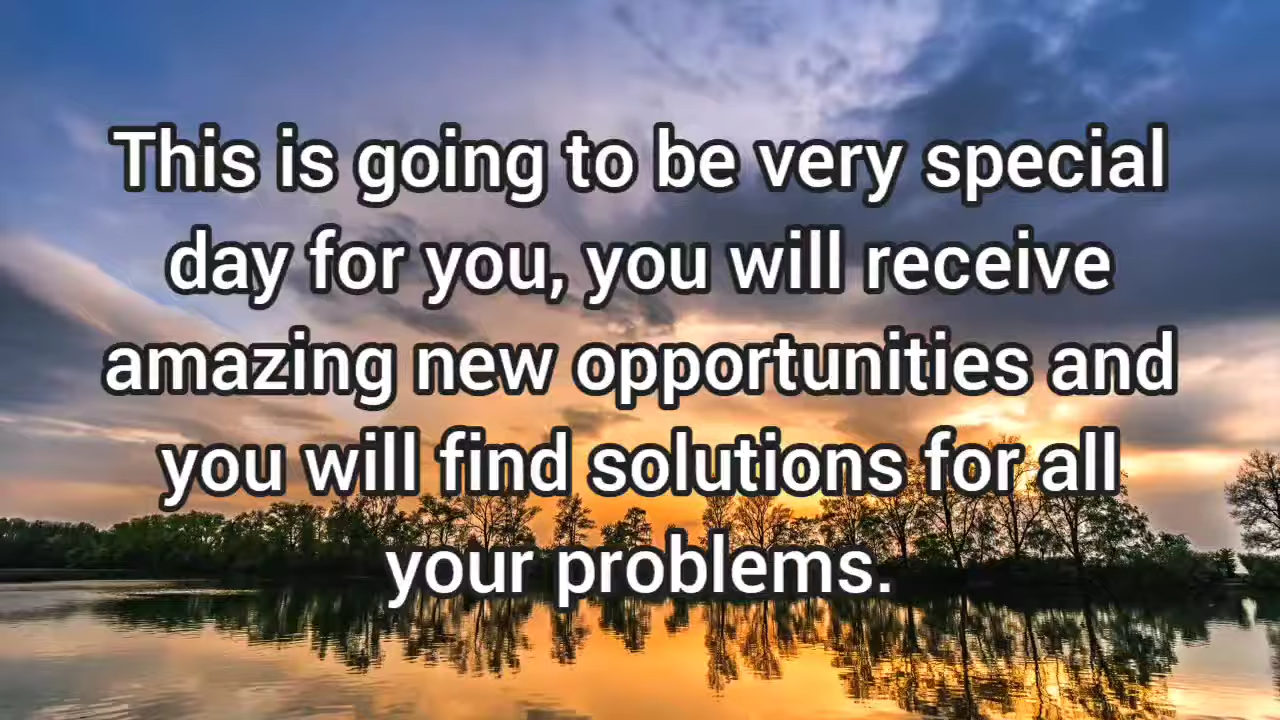 This is going to be very special
day for you, you will receive
amazing new opportunities and
you will find solutions for all
your problems.